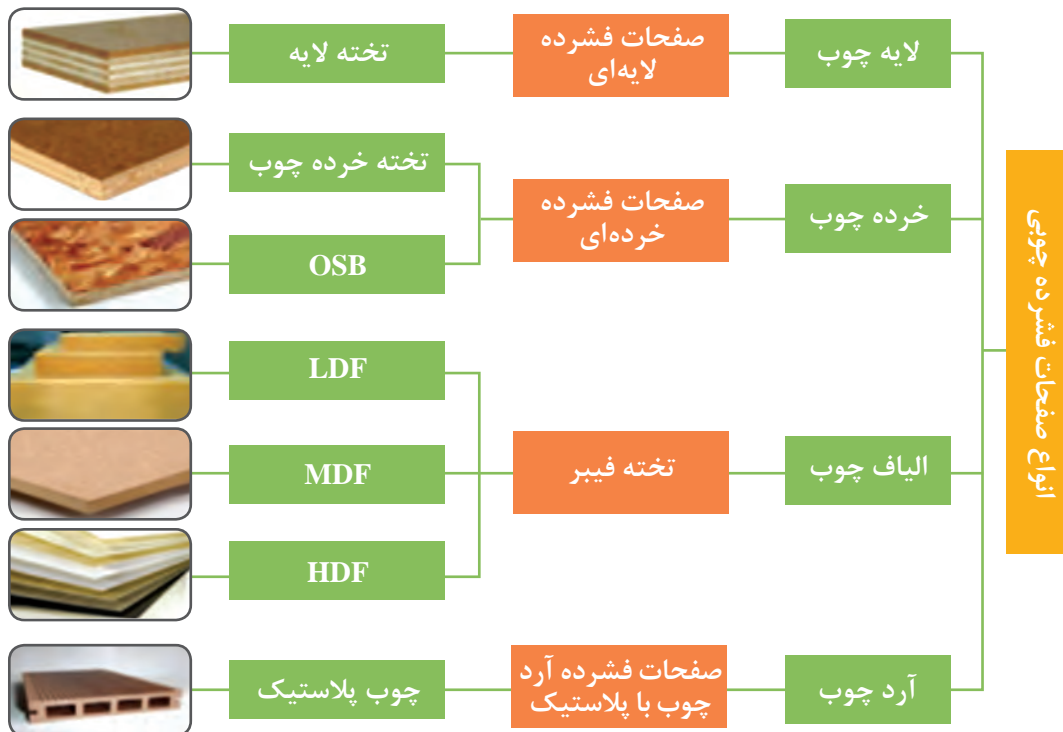 انواع صفحات فشرده چوبی
لایه چوب
صفحات فشرده
لایه‌ای
تخته لایه
خرده چوب
صفحات فشرده
خرده‌ای
تخته خرده چوب
OSB
الیاف چوب
تخته فیبر
LDF
MDF
HDF
آرد چوب
صفحات فشرده آرد
چوب با پلاستیک
چوب پلاستیک